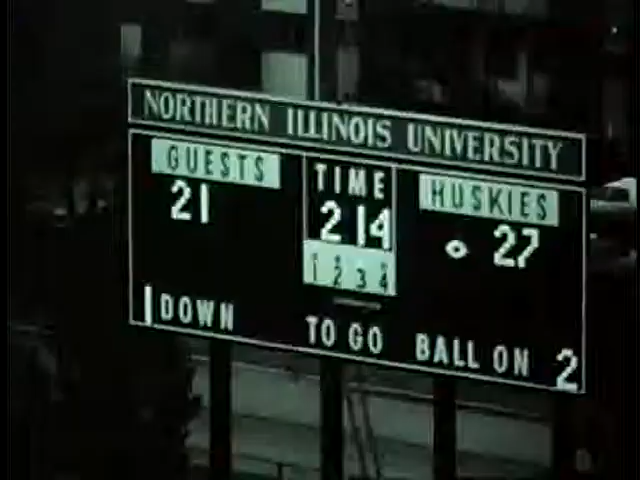 NORTHERN ILLINOIS UNIVERSITY
GUESTS TIME HUSKIES
21 2 14 27
1 2 3 4
1 DOWN TO GO BALL ON 2